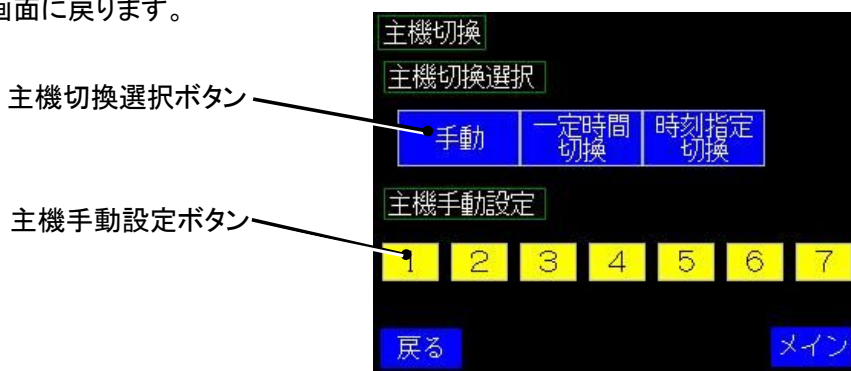 画面に戻ります。
主機切換
主機切換選択
主機切換選択ボタン
手動 一定時間切換 時刻指定切換
主機手動設定
主機手動設定ボタン
1 2 3 4 5 6 7
戻る メイン